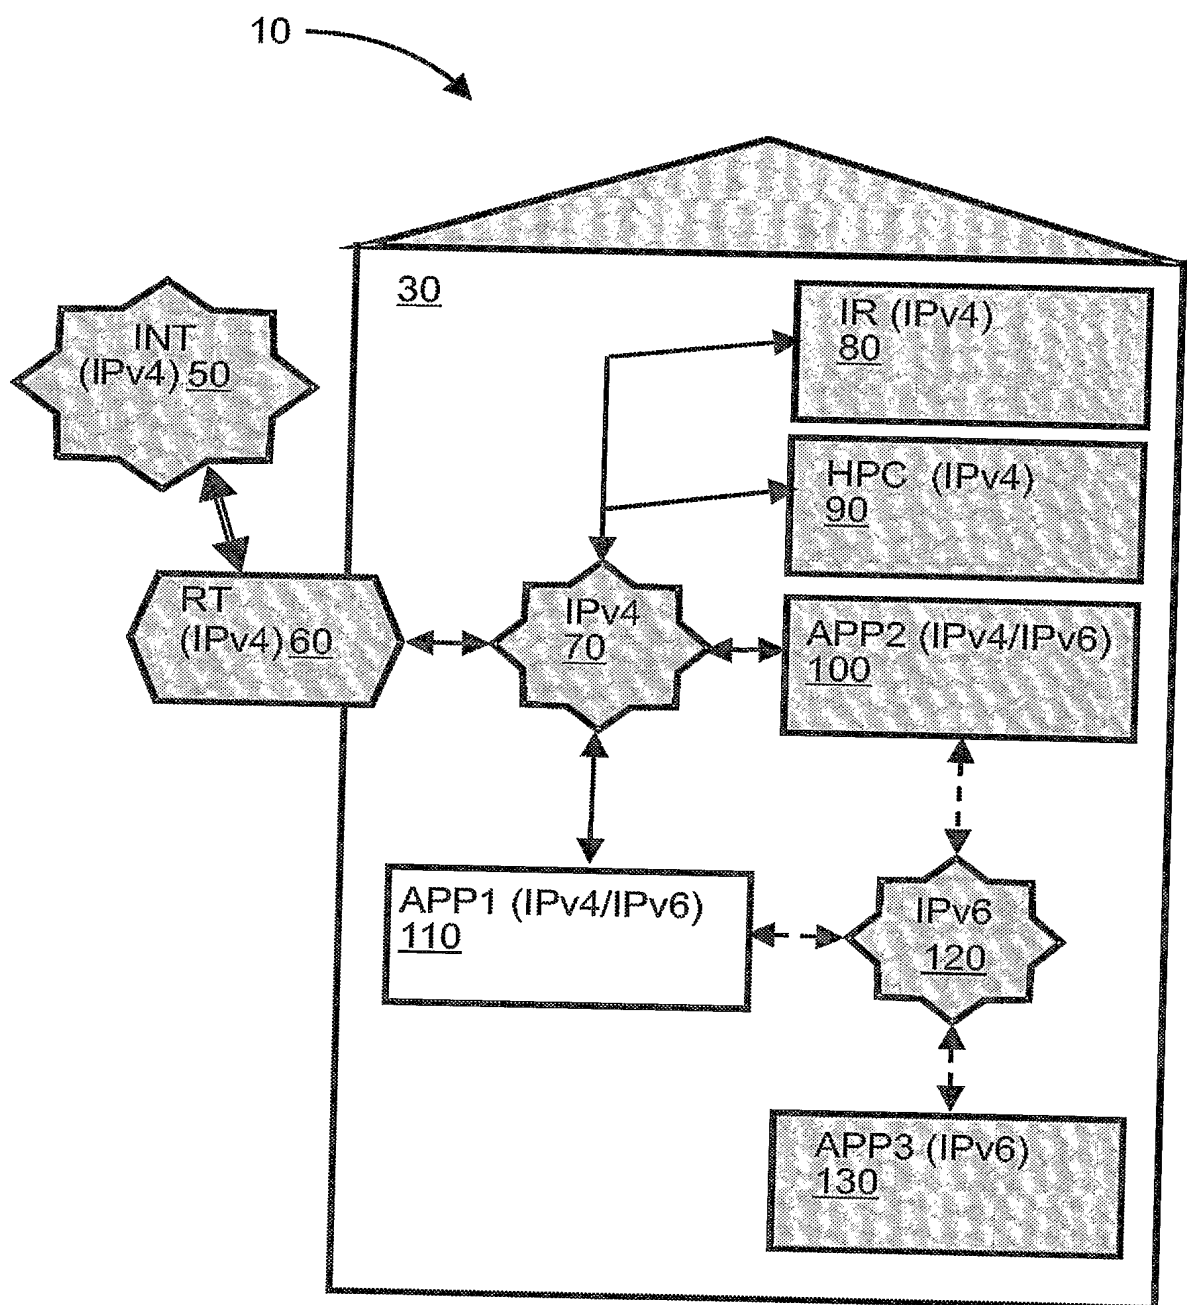 10
30
INT
(IPv4) 50
IR (IPv4)
80
HPC (IPv4)
90
RT
(IPv4) 60
IPv4
70
APP2 (IPv4/IPv6)
100
APP1 (IPv4/IPv6)
110
IPv6
120
APP3 (IPv6)
130